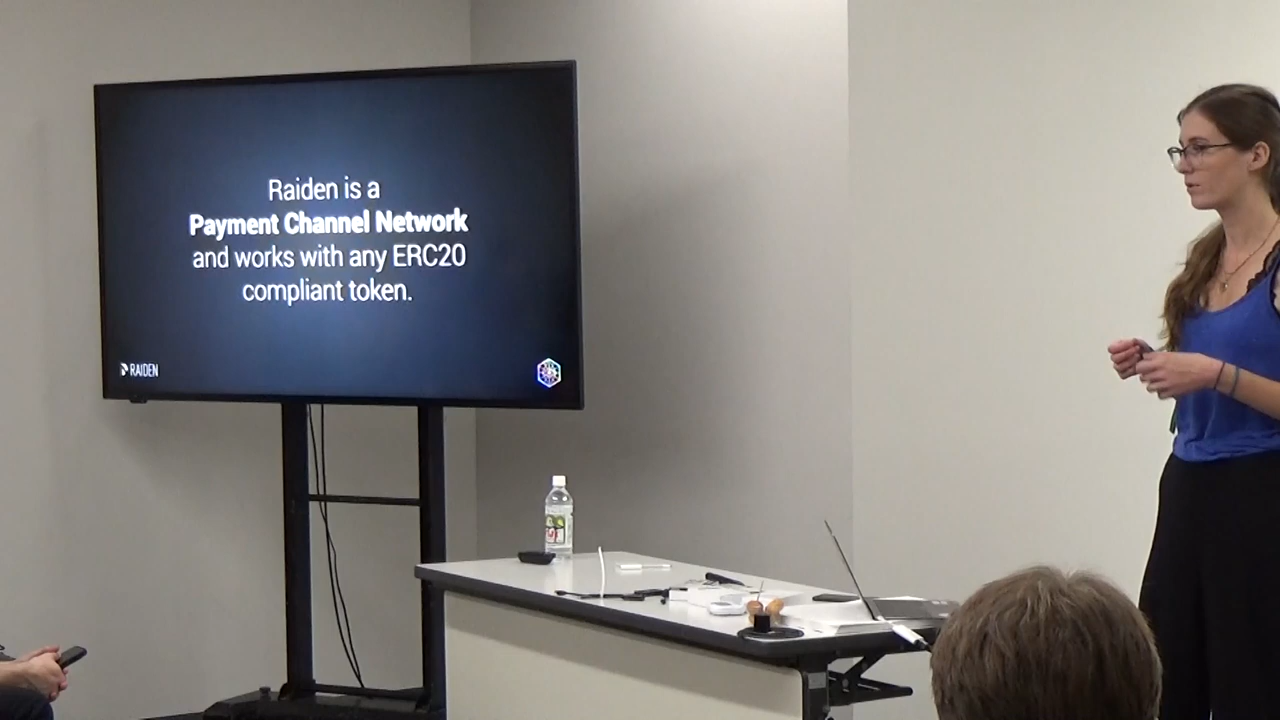 Raiden is a
Payment Channel Network
and works with any ERC20
compliant token.
RAIDEN